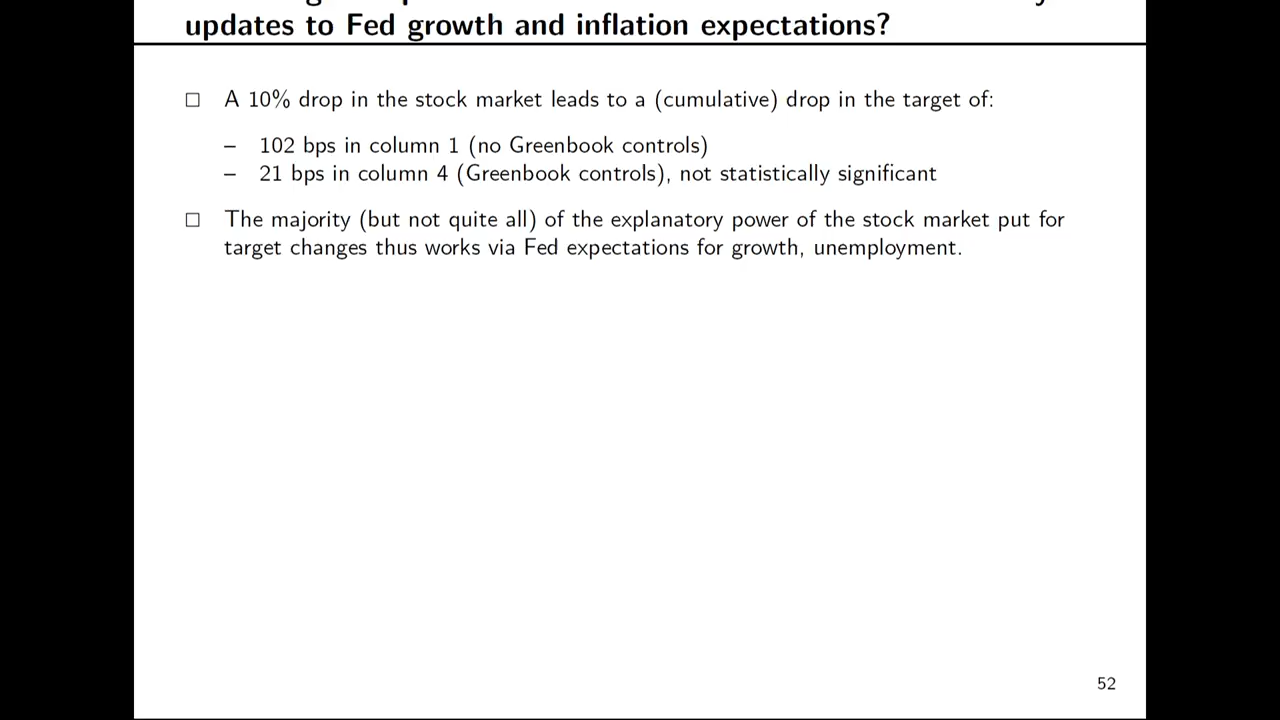 updates to Fed growth and inflation expectations?
□ A 10% drop in the stock market leads to a (cumulative) drop in the target of:
– 102 bps in column 1 (no Greenbook controls)
– 21 bps in column 4 (Greenbook controls), not statistically significant
□ The majority (but not quite all) of the explanatory power of the stock market put for
target changes thus works via Fed expectations for growth, unemployment.
52